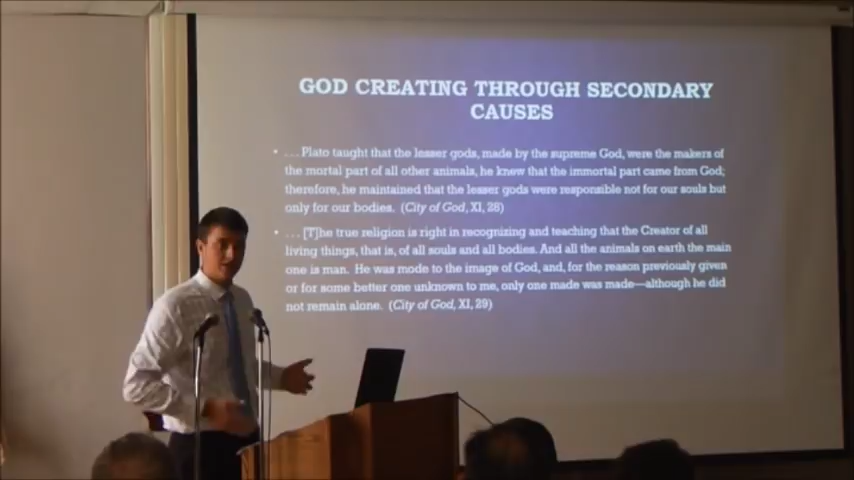 GOD CREATING THROUGH SECONDARY
CAUSES
• . . . Plato taught that the lesser gods, made by the supreme God, were the makers of
the mortal part of all other animals, he knew that the immortal part came from God;
therefore, he maintained that the lesser gods were responsible not for our souls but
only for our bodies. (City of God, XI, 28)
• . . . [T]he true religion is right in recognizing and teaching that the Creator of all
living things, that is, of all souls and all bodies. And all the animals on earth the main
one is man. He was mode to the image of God, and, for the reason previously given
or for some better one unknown to me, only one made was made—although he did
not remain alone. (City of God, XI, 29)